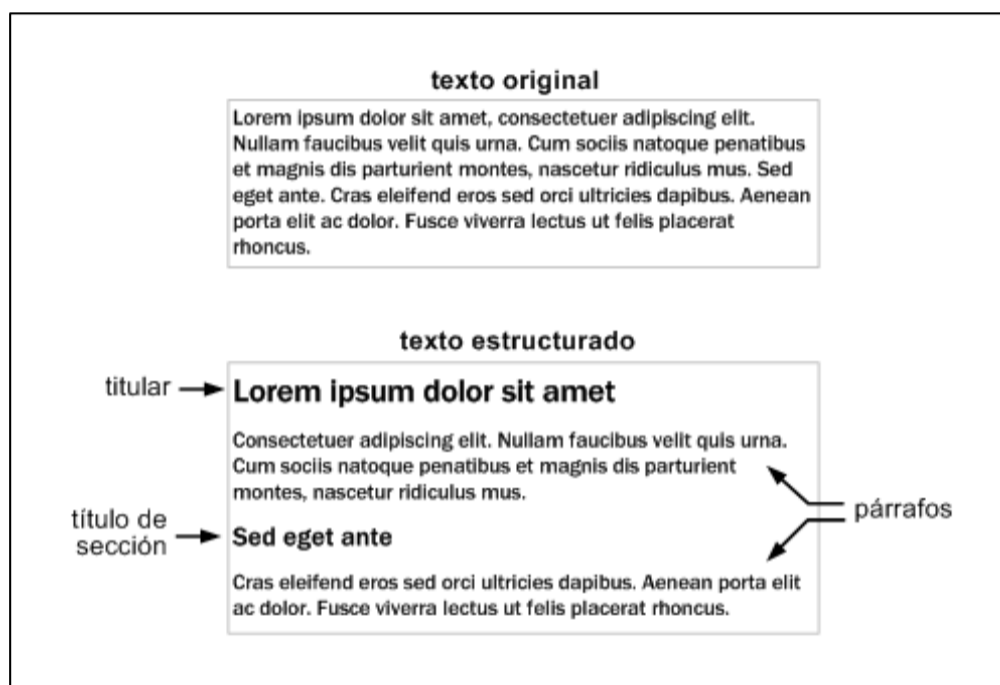 texto original
Lorem ipsum dolor sit amet, consectetuer adipiscing elit.
Nullam faucibus velit quis urna. Cum sociis natoque penatibus
et magnis dis parturient montes, nascetur ridiculus mus. Sed
eget ante. Cras eleifend eros sed orci ultricies dapibus. Aenean
porta elit ac dolor. Fusce viverra lectus ut felis placerat
rhoncus.
texto estructurado
titular
Lorem ipsum dolor sit amet
Consectetuer adipiscing elit. Nullam faucibus velit quis urna.
Cum sociis natoque penatibus et magnis dis parturient
montes, nascetur ridiculus mus.
párrafos
título de
sección
Sed eget ante
Cras eleifend eros sed orci ultricies dapibus. Aenean porta elit
ac dolor. Fusce viverra lectus ut felis placerat rhoncus.